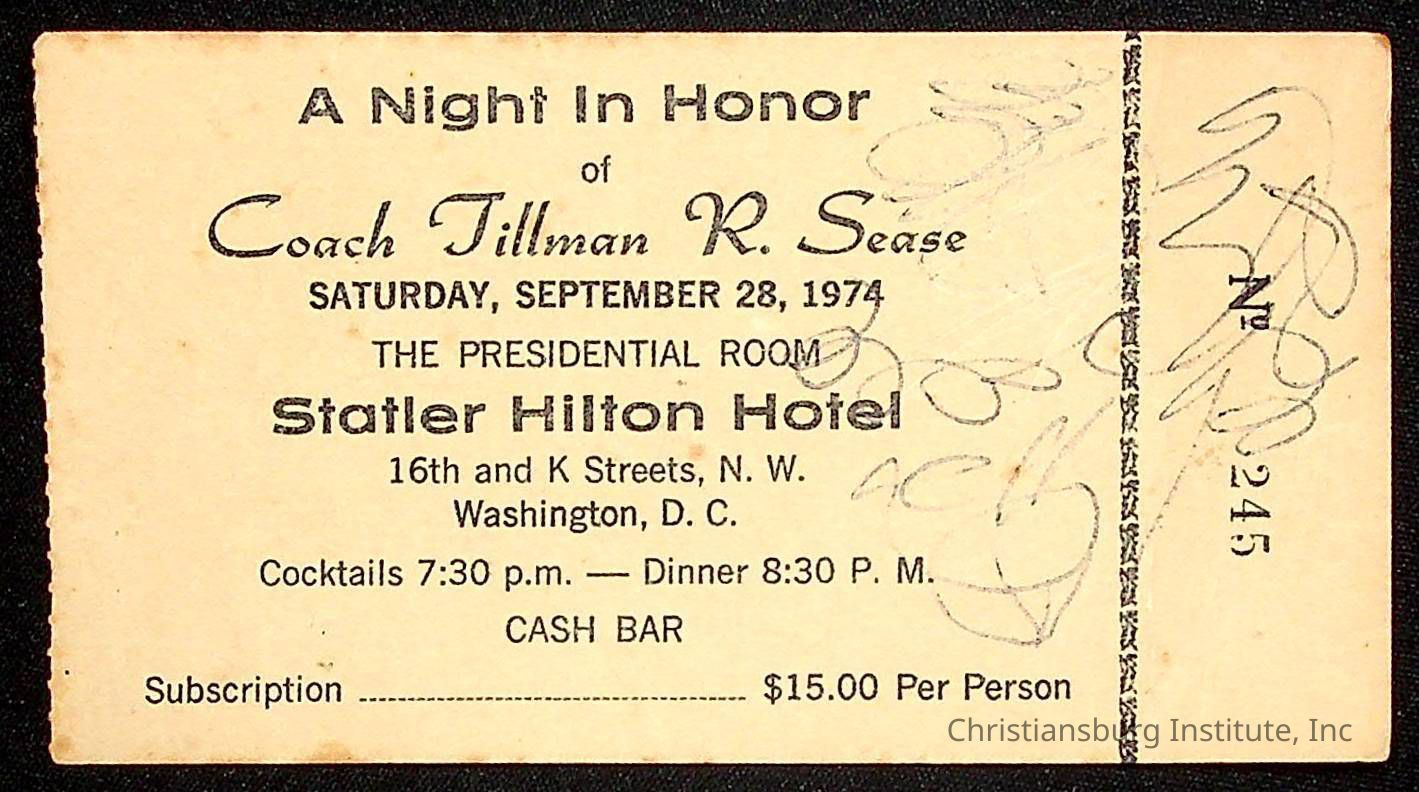 A Night In Honor
of
Coach Tillman R. Sease
SATURDAY, SEPTEMBER 28, 1974
THE PRESIDENTIAL ROOM
Statler Hilton Hotel
16th and K Streets, N. W.
Washington, D. C.
Cocktails 7:30 p.m. — Dinner 8:30 P. M.
CASH BAR
Subscription ................................................ $15.00 Per Person
Nº 245
Christiansburg Institute, Inc